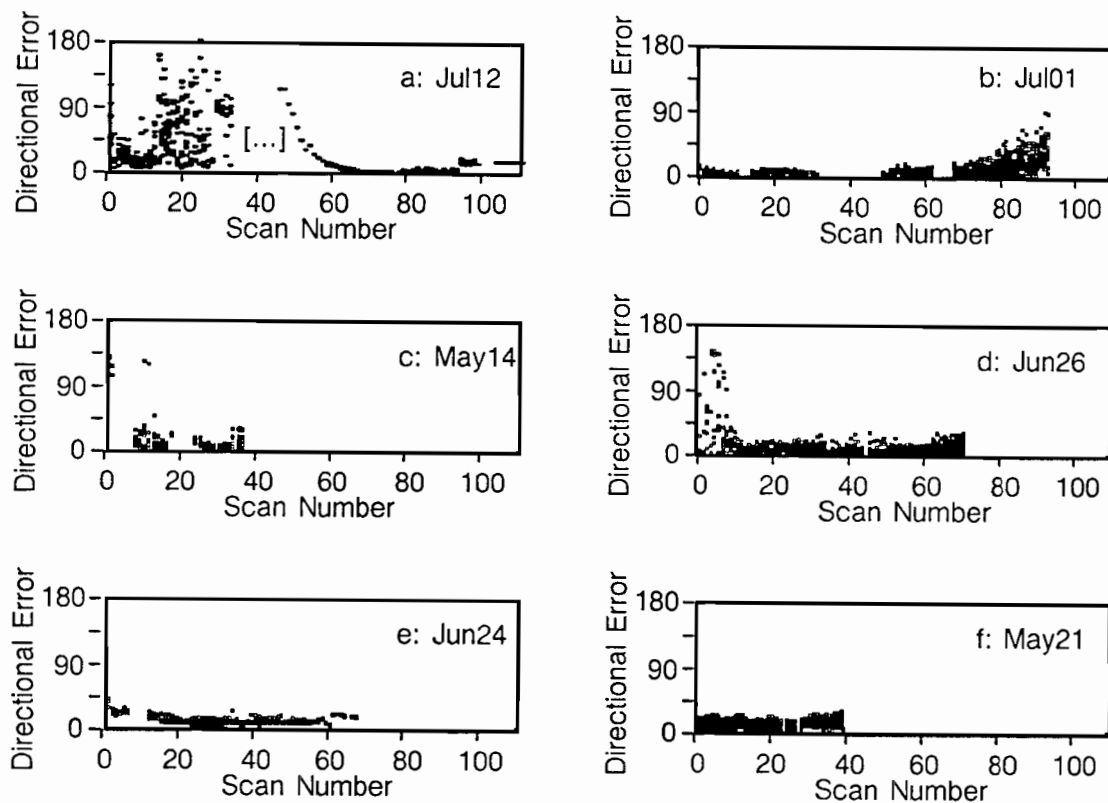 Directional Error
180
90
0
a: Jul12
[...]
0 20 40 60 80 100
Scan Number
Directional Error
180
90
0
b: Jul01
0 20 40 60 80 100
Scan Number
Directional Error
180
90
0
c: May14
0 20 40 60 80 100
Scan Number
Directional Error
180
90
0
d: Jun26
0 20 40 60 80 100
Scan Number
Directional Error
180
90
0
e: Jun24
0 20 40 60 80 100
Scan Number
Directional Error
180
90
0
f: May21
0 20 40 60 80 100
Scan Number